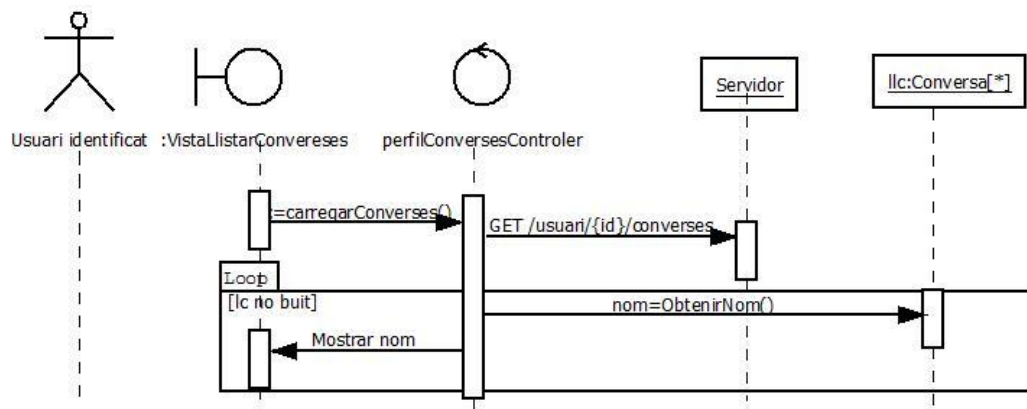 Servidor
llc:Conversa[*]
Usuari identificat
:VistaLlistarConvereses
perfilConversesControler
:=carregarConverses()
GET /usuari/{id}/converses
Loop
[lc no buit]
nom=ObtenirNom()
Mostrar nom